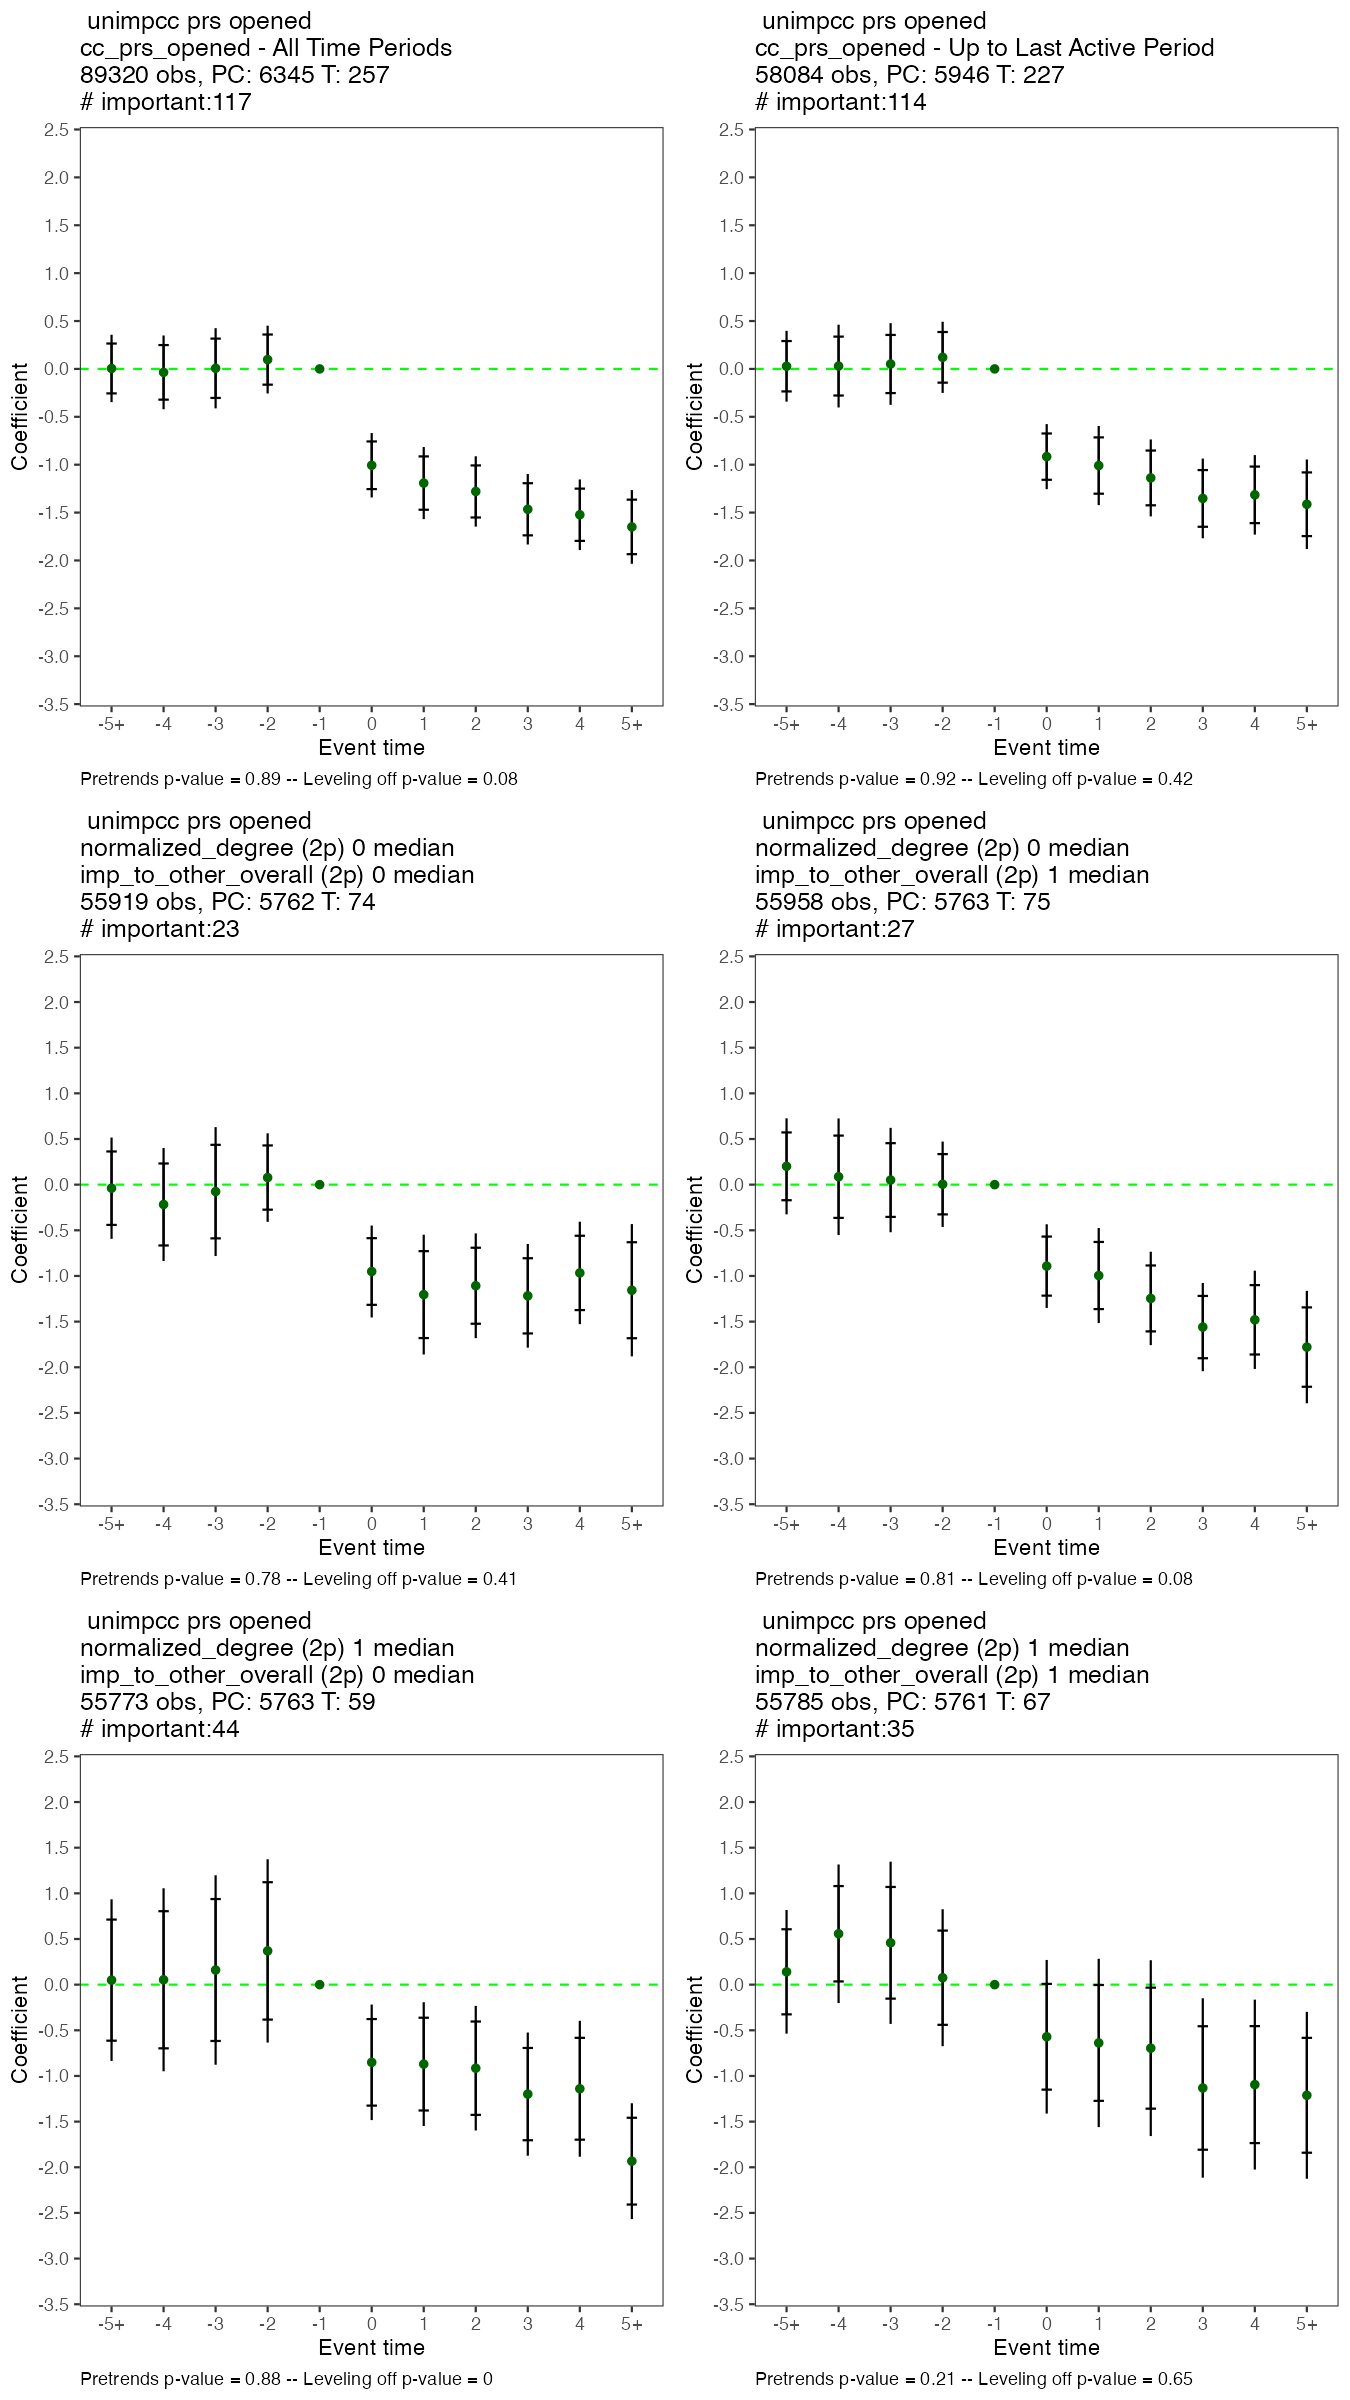 unimpcc prs opened
cc_prs_opened - All Time Periods
89320 obs, PC: 6345 T: 257
# important:117
2.5
2.0
1.5
1.0
0.5
0.0
-0.5
-1.0
-1.5
-2.0
-2.5
-3.0
-3.5
Coefficient
-5+ -4 -3 -2 -1 0 1 2 3 4 5+
Event time
Pretrends p-value = 0.89 -- Leveling off p-value = 0.08
unimpcc prs opened
cc_prs_opened - Up to Last Active Period
58084 obs, PC: 5946 T: 227
# important:114
2.5
2.0
1.5
1.0
0.5
0.0
-0.5
-1.0
-1.5
-2.0
-2.5
-3.0
-3.5
Coefficient
-5+ -4 -3 -2 -1 0 1 2 3 4 5+
Event time
Pretrends p-value = 0.92 -- Leveling off p-value = 0.42
unimpcc prs opened
normalized_degree (2p) 0 median
imp_to_other_overall (2p) 0 median
55919 obs, PC: 5762 T: 74
# important:23
2.5
2.0
1.5
1.0
0.5
0.0
-0.5
-1.0
-1.5
-2.0
-2.5
-3.0
-3.5
Coefficient
-5+ -4 -3 -2 -1 0 1 2 3 4 5+
Event time
Pretrends p-value = 0.78 -- Leveling off p-value = 0.41
unimpcc prs opened
normalized_degree (2p) 0 median
imp_to_other_overall (2p) 1 median
55958 obs, PC: 5763 T: 75
# important:27
2.5
2.0
1.5
1.0
0.5
0.0
-0.5
-1.0
-1.5
-2.0
-2.5
-3.0
-3.5
Coefficient
-5+ -4 -3 -2 -1 0 1 2 3 4 5+
Event time
Pretrends p-value = 0.81 -- Leveling off p-value = 0.08
unimpcc prs opened
normalized_degree (2p) 1 median
imp_to_other_overall (2p) 0 median
55773 obs, PC: 5763 T: 59
# important:44
2.5
2.0
1.5
1.0
0.5
0.0
-0.5
-1.0
-1.5
-2.0
-2.5
-3.0
-3.5
Coefficient
-5+ -4 -3 -2 -1 0 1 2 3 4 5+
Event time
Pretrends p-value = 0.88 -- Leveling off p-value = 0
unimpcc prs opened
normalized_degree (2p) 1 median
imp_to_other_overall (2p) 1 median
55785 obs, PC: 5761 T: 67
# important:35
2.5
2.0
1.5
1.0
0.5
0.0
-0.5
-1.0
-1.5
-2.0
-2.5
-3.0
-3.5
Coefficient
-5+ -4 -3 -2 -1 0 1 2 3 4 5+
Event time
Pretrends p-value = 0.21 -- Leveling off p-value = 0.65